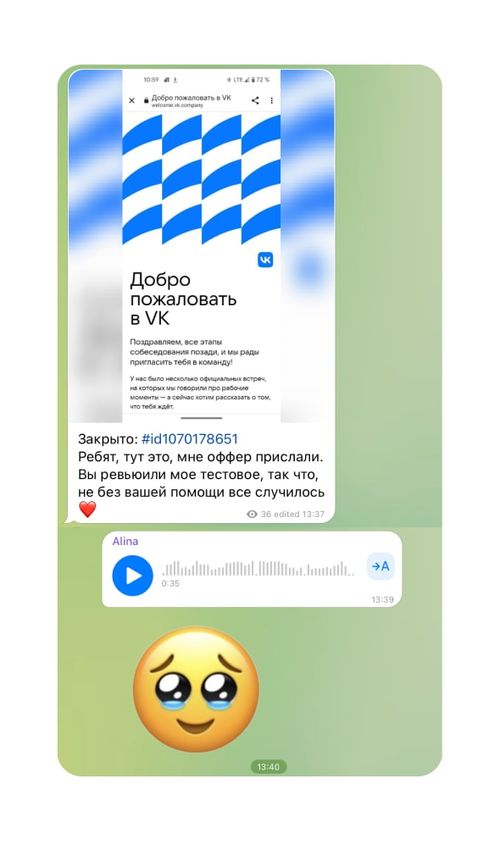 10:59
LTE
72 %
Добро пожаловать в VK
welcome.vk.company
VK
Добро
пожаловать
в VK
Поздравляем, все этапы
собеседования позади, и мы рады
пригласить тебя в команду!
У нас было несколько официальных встреч,
на которых мы говорили про рабочие
моменты — а сейчас хотим рассказать о том,
что тебя ждёт.
Закрыто: #id1070178651
Ребят, тут это, мне оффер прислали.
Вы ревьюили мое тестовое, так что,
не без вашей помощи все случилось
❤️
36 edited 13:37
Alina
0:35
→A
13:39
13:40